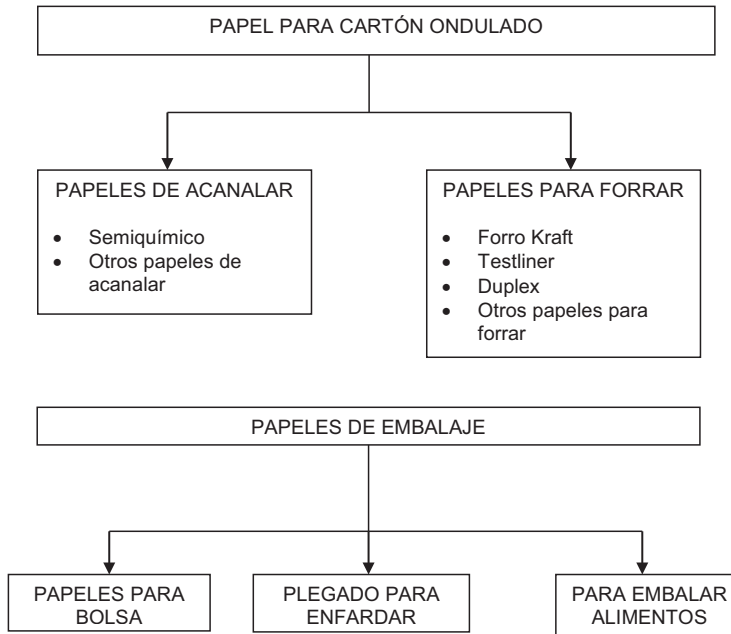 PAPEL PARA CARTÓN ONDULADO
PAPELES DE ACANALAR
• Semiquímico
• Otros papeles de
acanalar
PAPELES PARA FORRAR
• Forro Kraft
• Testliner
• Duplex
• Otros papeles para
forrar
PAPELES DE EMBALAJE
PAPELES PARA
BOLSA
PLEGADO PARA
ENFARDAR
PARA EMBALAR
ALIMENTOS